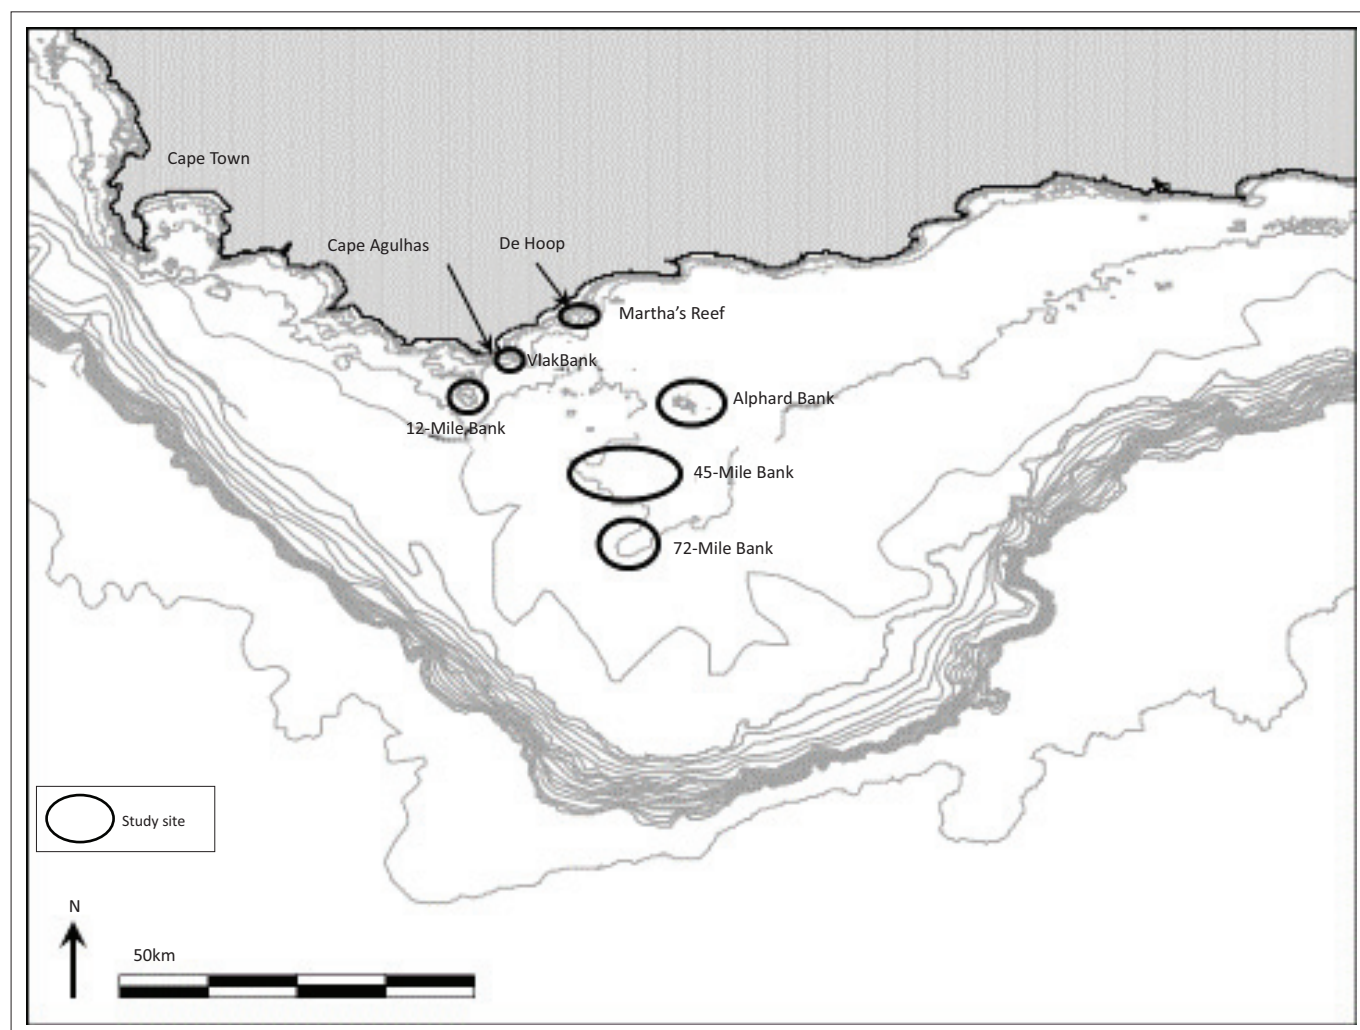 Cape Town
Cape Agulhas
De Hoop
Martha's Reef
VlakBank
Alphard Bank
12-Mile Bank
45-Mile Bank
72-Mile Bank
Study site
N
50km